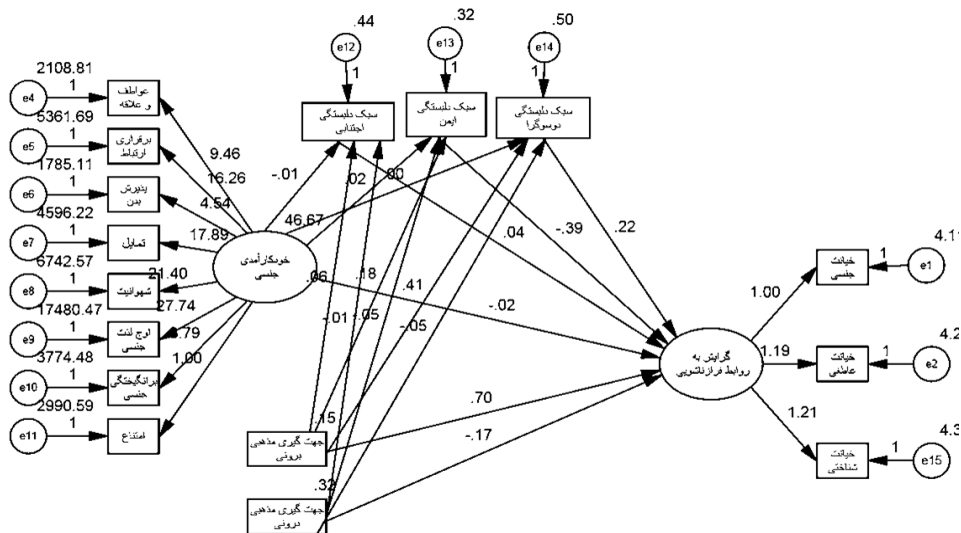 .44
.32
.50
e12
e13
e14
1
1
1
سبک دلبستگی
اجتنابی
سبک دلبستگی
ایمن
سبک دلبستگی
دوسوگرا
2108.81
e4
1
عواطف
و علاقه
5361.69
e5
1
برقراری
ارتباط
1785.11
e6
1
پذیرش
بدن
4596.22
e7
1
تمایل
6742.57
e8
1
شهوانیت
17480.47
e9
1
اوج لذت
جنسی
3774.48
e10
1
برانگیختگی
جنسی
2990.59
e11
1
امتناع
9.46
16.26
4.54
17.89
21.40
27.74
1.00
46.67
خودکارآمدی
جنسی
-.01
.02
.00
.04
-.39
.22
.06
.18
.41
-.01
-.05
-.05
-.02
.70
-.17
.15
جهت گیری مذهبی
برونی
.32
جهت گیری مذهبی
درونی
گرایش به
روابط فرازناشویی
1.00
1.19
1.21
خیانت
جنسی
1
e1
4.11
خیانت
عاطفی
1
e2
4.2
خیانت
شناختی
1
e15
4.3